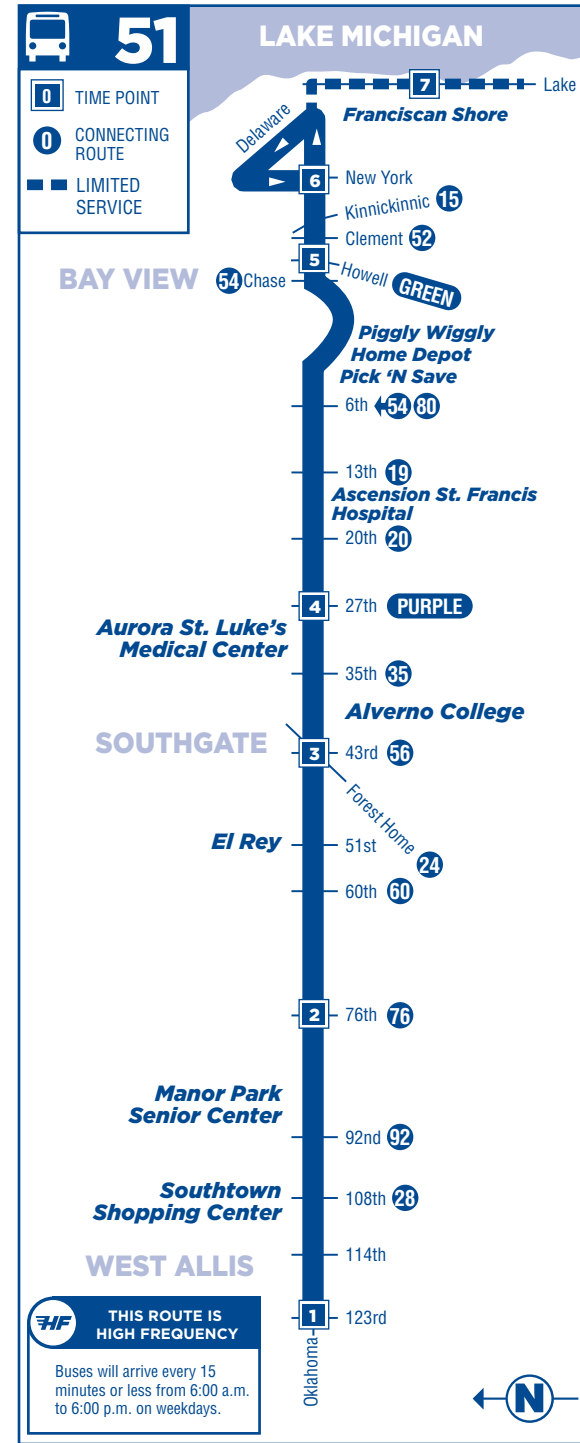 51
LAKE MICHIGAN
0 TIME POINT
0 CONNECTING
ROUTE
LIMITED
SERVICE
7
Lake
Franciscan Shore
Delaware
6 New York
Kinnickinnic 15
Clement 52
5
Howell GREEN
BAY VIEW
54 Chase
Piggly Wiggly
Home Depot
Pick ‘N Save
6th 54 80
13th 19
Ascension St. Francis
Hospital
20th 20
4 27th PURPLE
Aurora St. Luke’s
Medical Center
35th 35
Alverno College
SOUTHGATE
3 43rd 56
Forest Home
24
El Rey
51st
60th 60
2 76th 76
Manor Park
Senior Center
92nd 92
Southtown
Shopping Center
108th 28
WEST ALLIS
114th
1 123rd
Oklahoma
HF
THIS ROUTE IS
HIGH FREQUENCY
Buses will arrive every 15
minutes or less from 6:00 a.m.
to 6:00 p.m. on weekdays.
N